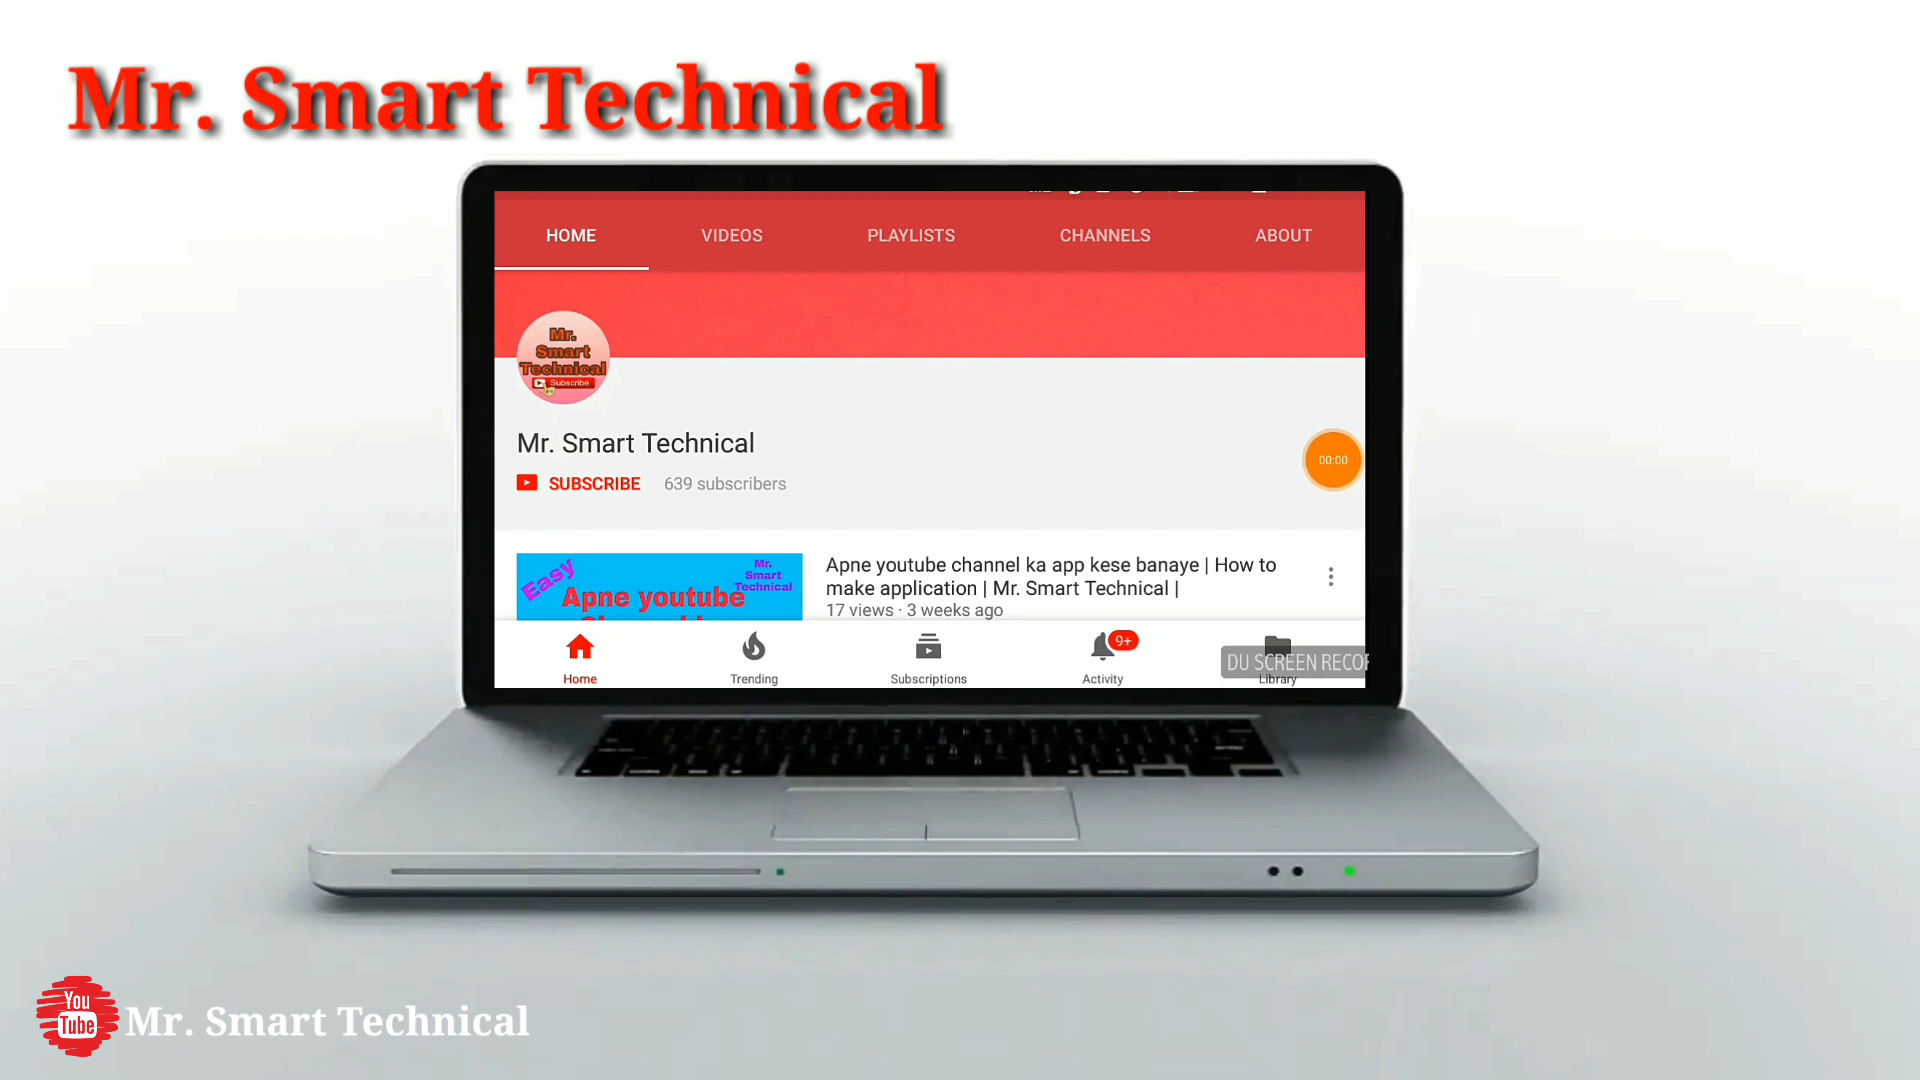 Mr. Smart Technical
HOME
VIDEOS
PLAYLISTS
CHANNELS
ABOUT
Mr.
Smart
Technical
Subscribe
Mr. Smart Technical
SUBSCRIBE
639 subscribers
00:00
Easy
Apne youtube
Mr.
Smart
Technical
Apne youtube channel ka app kese banaye | How to
make application | Mr. Smart Technical |
17 views · 3 weeks ago
9+
DU SCREEN RECOR
Home
Trending
Subscriptions
Activity
Library
You
Tube
Mr. Smart Technical